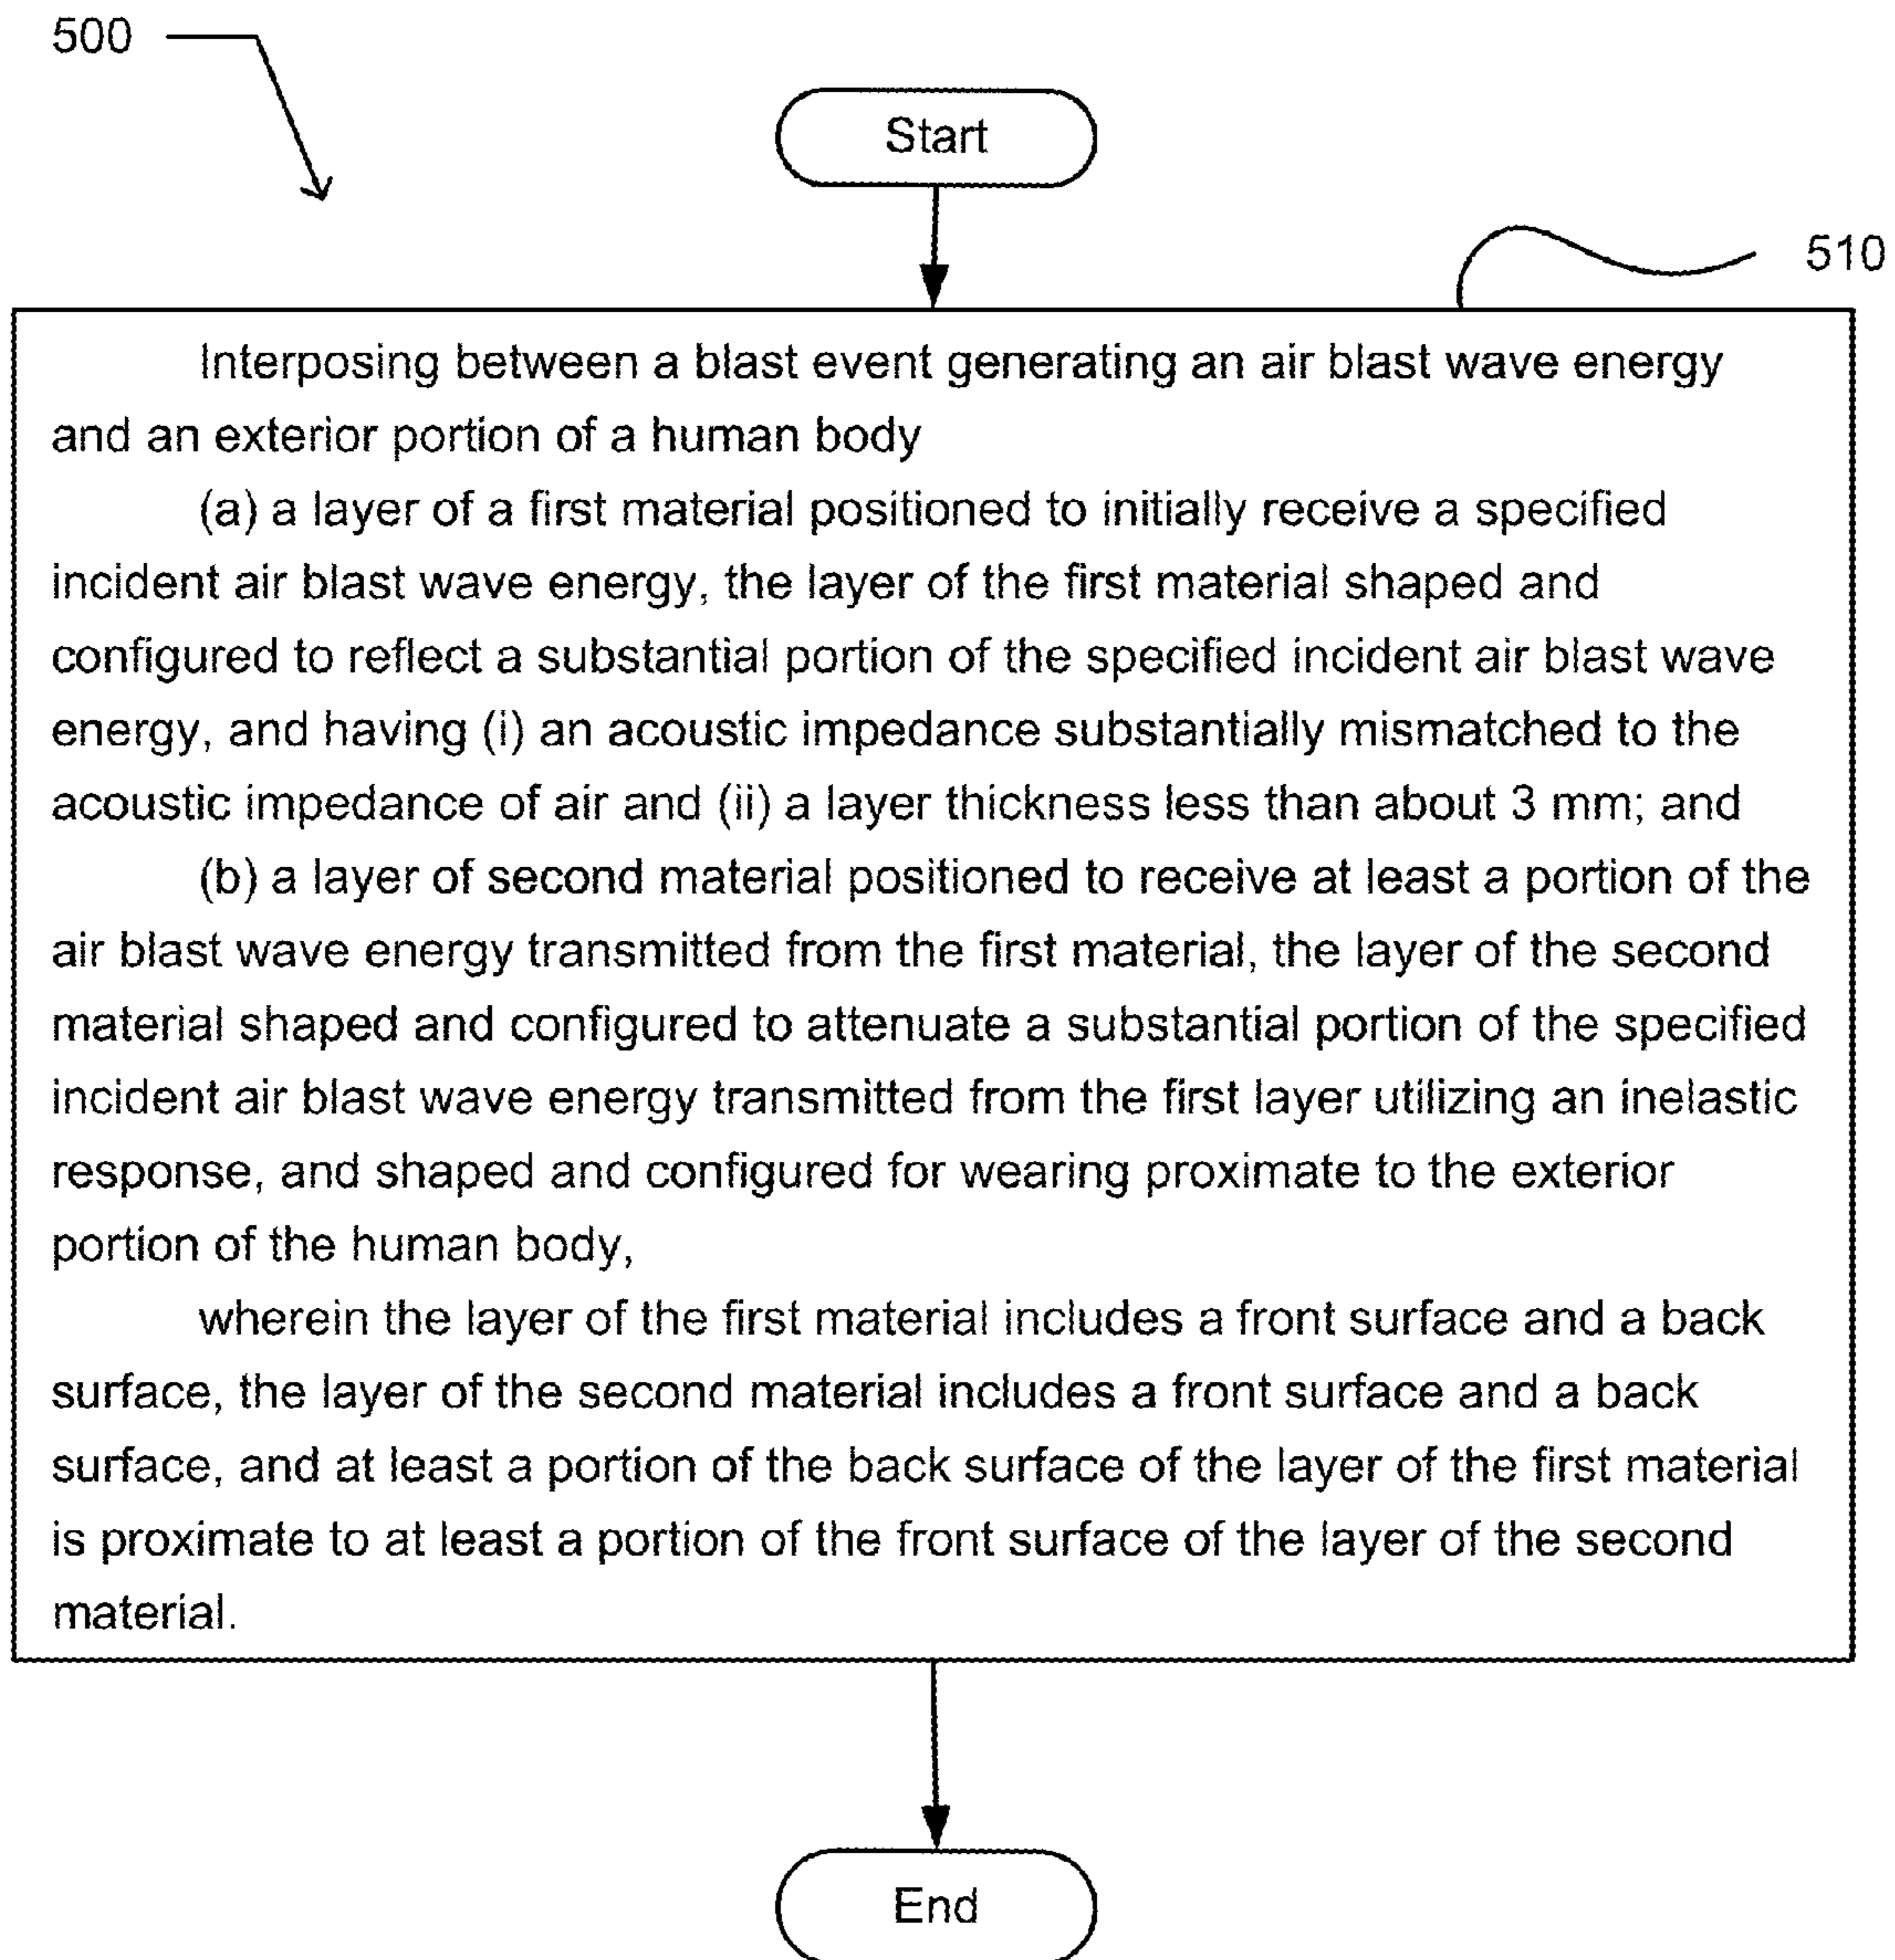 500
Start
510
Interposing between a blast event generating an air blast wave energy
and an exterior portion of a human body
(a) a layer of a first material positioned to initially receive a specified
incident air blast wave energy, the layer of the first material shaped and
configured to reflect a substantial portion of the specified incident air blast wave
energy, and having (i) an acoustic impedance substantially mismatched to the
acoustic impedance of air and (ii) a layer thickness less than about 3 mm; and
(b) a layer of second material positioned to receive at least a portion of the
air blast wave energy transmitted from the first material, the layer of the second
material shaped and configured to attenuate a substantial portion of the specified
incident air blast wave energy transmitted from the first layer utilizing an inelastic
response, and shaped and configured for wearing proximate to the exterior
portion of the human body,
wherein the layer of the first material includes a front surface and a back
surface, the layer of the second material includes a front surface and a back
surface, and at least a portion of the back surface of the layer of the first material
is proximate to at least a portion of the front surface of the layer of the second
material.
End